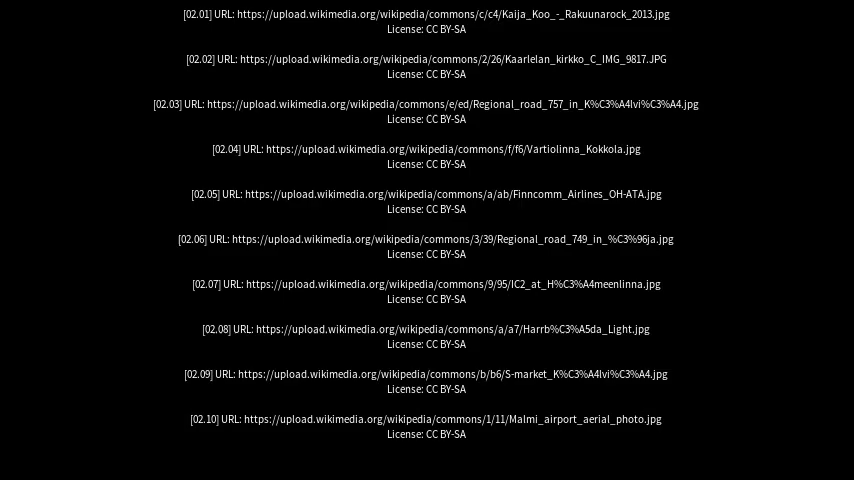 [02.01] URL: https://upload.wikimedia.org/wikipedia/commons/c/c4/Kaija_Koo_-_Rakuunarock_2013.jpg
License: CC BY-SA
[02.02] URL: https://upload.wikimedia.org/wikipedia/commons/2/26/Kaarlelan_kirkko_C_IMG_9817.JPG
License: CC BY-SA
[02.03] URL: https://upload.wikimedia.org/wikipedia/commons/e/ed/Regional_road_757_in_K%C3%A4lvi%C3%A4.jpg
License: CC BY-SA
[02.04] URL: https://upload.wikimedia.org/wikipedia/commons/f/f6/Vartiolinna_Kokkola.jpg
License: CC BY-SA
[02.05] URL: https://upload.wikimedia.org/wikipedia/commons/a/ab/Finncomm_Airlines_OH-ATA.jpg
License: CC BY-SA
[02.06] URL: https://upload.wikimedia.org/wikipedia/commons/3/39/Regional_road_749_in_%C3%96ja.jpg
License: CC BY-SA
[02.07] URL: https://upload.wikimedia.org/wikipedia/commons/9/95/IC2_at_H%C3%A4meenlinna.jpg
License: CC BY-SA
[02.08] URL: https://upload.wikimedia.org/wikipedia/commons/a/a7/Harrb%C3%A5da_Light.jpg
License: CC BY-SA
[02.09] URL: https://upload.wikimedia.org/wikipedia/commons/b/b6/S-market_K%C3%A4lvi%C3%A4.jpg
License: CC BY-SA
[02.10] URL: https://upload.wikimedia.org/wikipedia/commons/1/11/Malmi_airport_aerial_photo.jpg
License: CC BY-SA